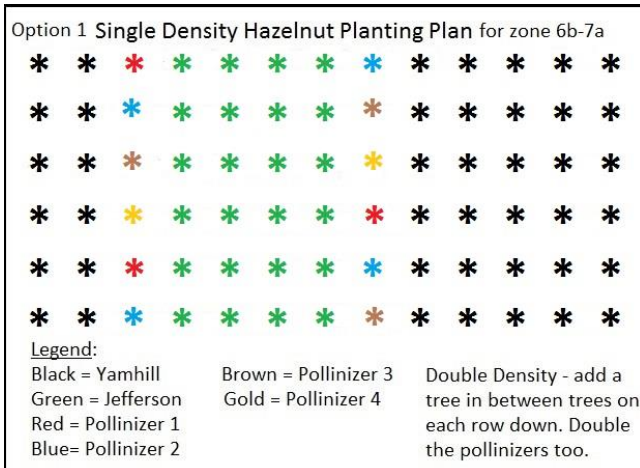 Option 1 Single Density Hazelnut Planting Plan for zone 6b-7a
* * * * * * * * * * * * *
* * * * * * * * * * * * *
* * * * * * * * * * * * *
* * * * * * * * * * * * *
* * * * * * * * * * * * *
* * * * * * * * * * * * *
Legend:
Black = Yamhill
Green = Jefferson
Red = Pollinizer 1
Blue= Pollinizer 2
Brown = Pollinizer 3
Gold = Pollinizer 4
Double Density - add a
tree in between trees on
each row down. Double
the pollinizers too.